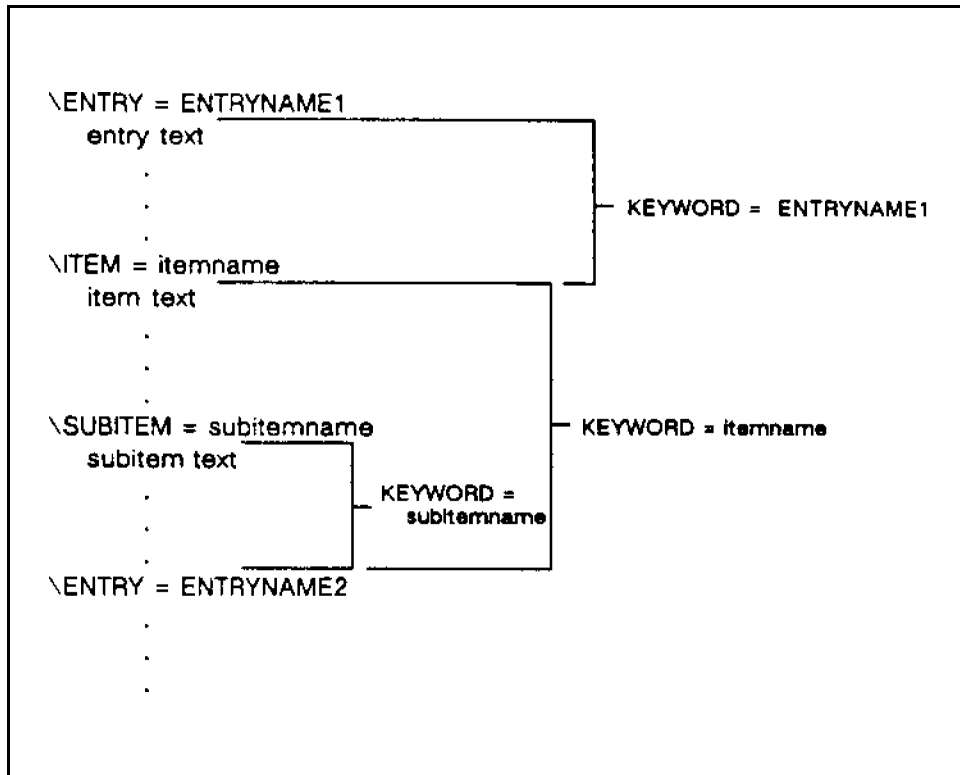 \ENTRY = ENTRYNAME1
entry text
.
.
KEYWORD = ENTRYNAME1
.
\ITEM = itemname
item text
.
.
.
\SUBITEM = subitemname
KEYWORD = itemname
subitem text
.
KEYWORD =
subitemname
.
.
\ENTRY = ENTRYNAME2
.
.
.